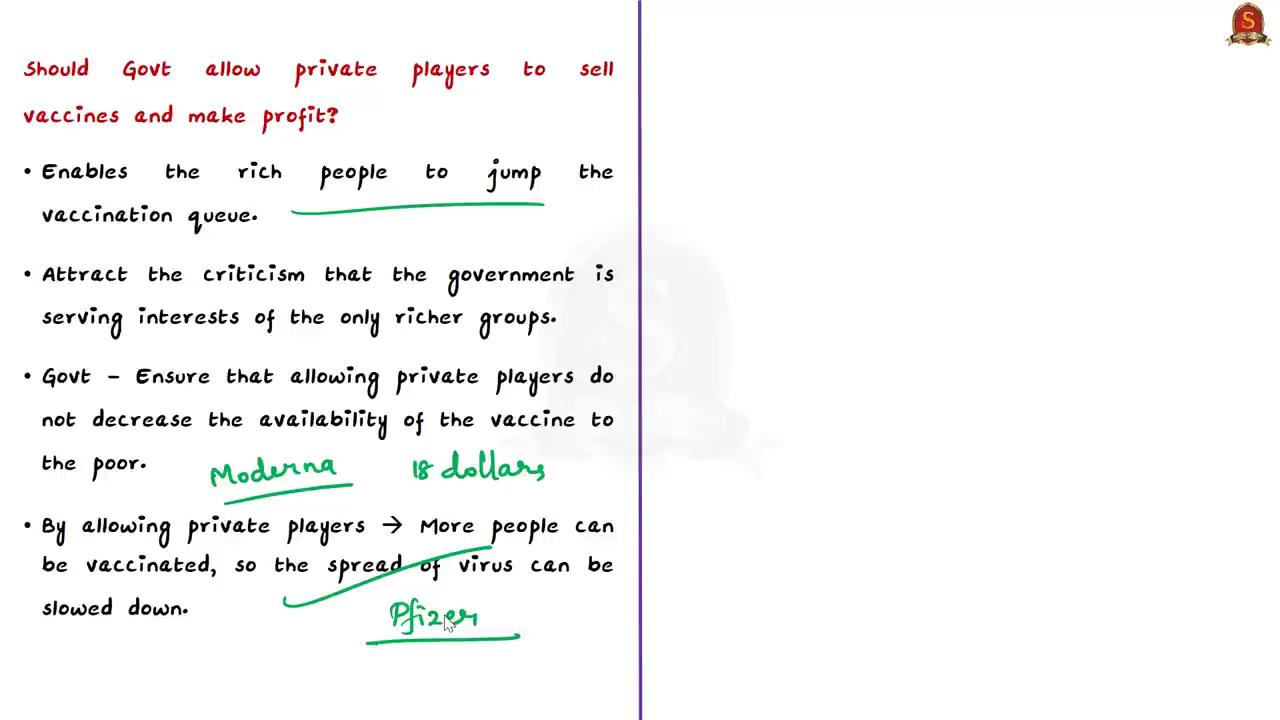 Should Govt allow private players to sell
vaccines and make profit?
• Enables the rich people to jump the
vaccination queue.
• Attract the criticism that the government is
serving interests of the only richer groups.
• Govt – Ensure that allowing private players do
not decrease the availability of the vaccine to
the poor.
Moderna 18 dollars
• By allowing private players → More people can
be vaccinated, so the spread of virus can be
slowed down.
Pfizer
S